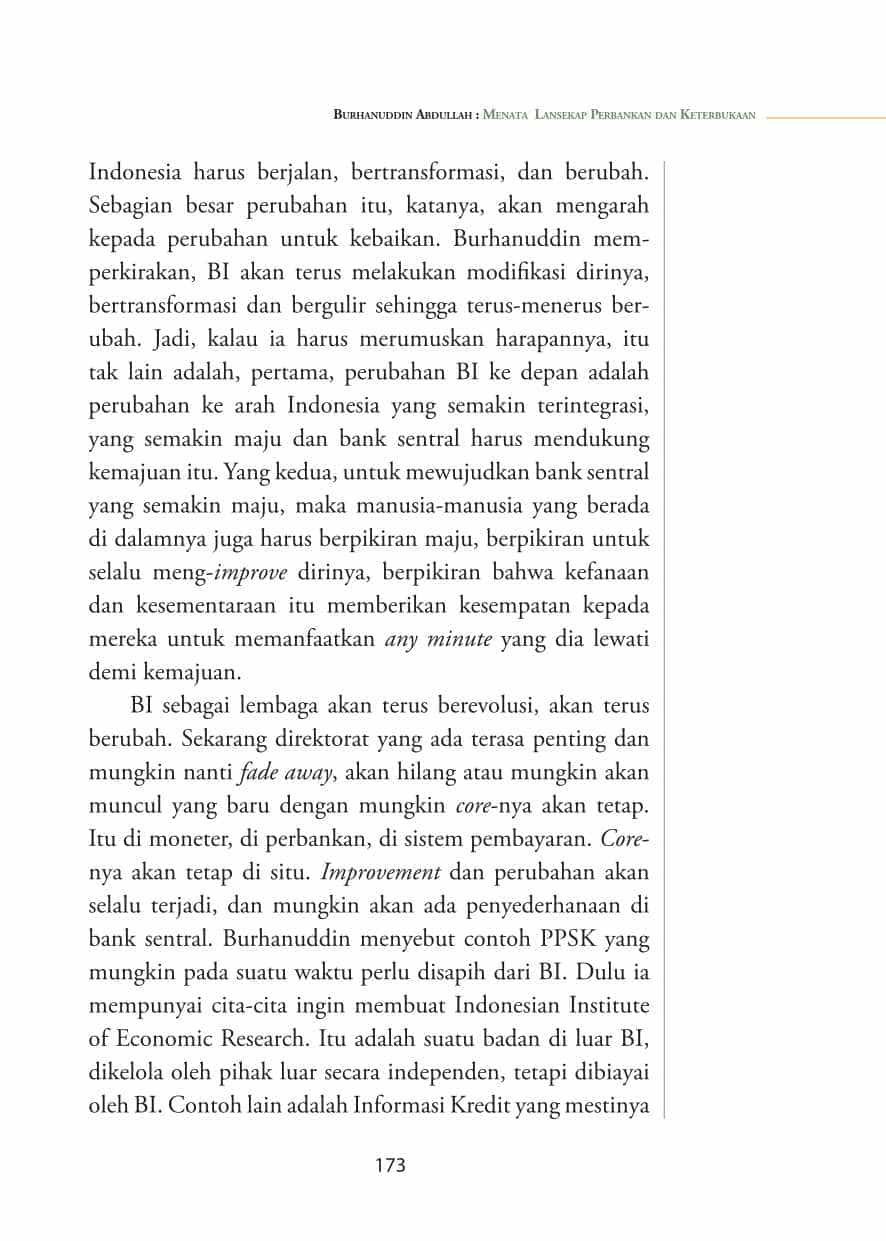 Burhanuddin Abdullah : Menata Lansekap Perbankan dan Keterbukaan
Indonesia harus berjalan, bertransformasi, dan berubah.
Sebagian besar perubahan itu, katanya, akan mengarah
kepada perubahan untuk kebaikan. Burhanuddin mem-
perkirakan, BI akan terus melakukan modifikasi dirinya,
bertransformasi dan bergulir sehingga terus-menerus ber-
ubah. Jadi, kalau ia harus merumuskan harapannya, itu
tak lain adalah, pertama, perubahan BI ke depan adalah
perubahan ke arah Indonesia yang semakin terintegrasi,
yang semakin maju dan bank sentral harus mendukung
kemajuan itu. Yang kedua, untuk mewujudkan bank sentral
yang semakin maju, maka manusia-manusia yang berada
di dalamnya juga harus berpikiran maju, berpikiran untuk
selalu meng-improve dirinya, berpikiran bahwa kefanaan
dan kesementaraan itu memberikan kesempatan kepada
mereka untuk memanfaatkan any minute yang dia lewati
demi kemajuan.
BI sebagai lembaga akan terus berevolusi, akan terus
berubah. Sekarang direktorat yang ada terasa penting dan
mungkin nanti fade away, akan hilang atau mungkin akan
muncul yang baru dengan mungkin core-nya akan tetap.
Itu di moneter, di perbankan, di sistem pembayaran. Core-
nya akan tetap di situ. Improvement dan perubahan akan
selalu terjadi, dan mungkin akan ada penyederhanaan di
bank sentral. Burhanuddin menyebut contoh PPSK yang
mungkin pada suatu waktu perlu disapih dari BI. Dulu ia
mempunyai cita-cita ingin membuat Indonesian Institute
of Economic Research. Itu adalah suatu badan di luar BI,
dikelola oleh pihak luar secara independen, tetapi dibiayai
oleh BI. Contoh lain adalah Informasi Kredit yang mestinya
173